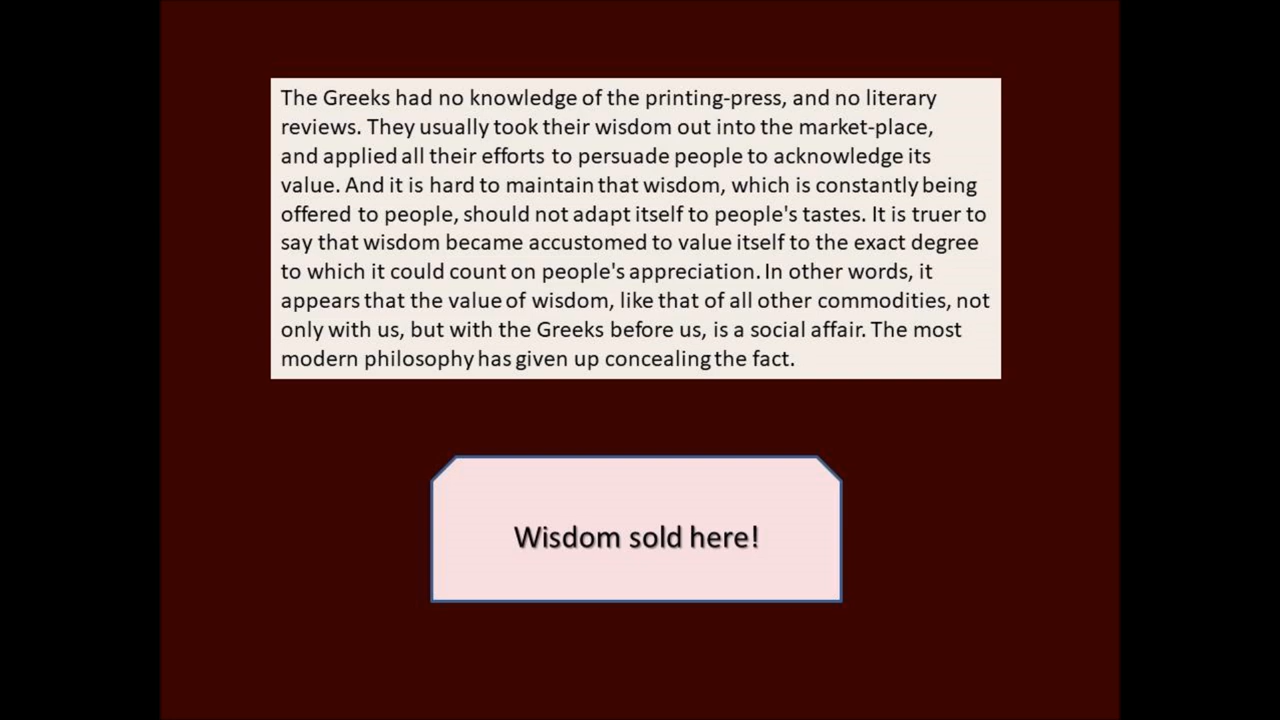 The Greeks had no knowledge of the printing-press, and no literary
reviews. They usually took their wisdom out into the market-place,
and applied all their efforts to persuade people to acknowledge its
value. And it is hard to maintain that wisdom, which is constantly being
offered to people, should not adapt itself to people's tastes. It is truer to
say that wisdom became accustomed to value itself to the exact degree
to which it could count on people's appreciation. In other words, it
appears that the value of wisdom, like that of all other commodities, not
only with us, but with the Greeks before us, is a social affair. The most
modern philosophy has given up concealing the fact.
Wisdom sold here!